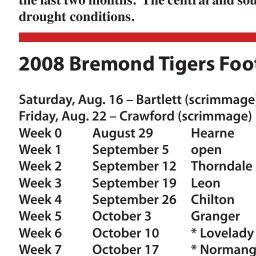 the last two months. The central and
drought conditions.
2008 Bremond Tigers
Saturday, Aug. 16 – Bartlett (scrimmage)
Friday, Aug. 22 – Crawford (scrimmage)
Week 0 August 29 Hearne
Week 1 September 5 open
Week 2 September 12 Thorndale
Week 3 September 19 Leon
Week 4 September 26 Chilton
Week 5 October 3 Granger
Week 6 October 10 * Lovelady
Week 7 October 17 * Normang